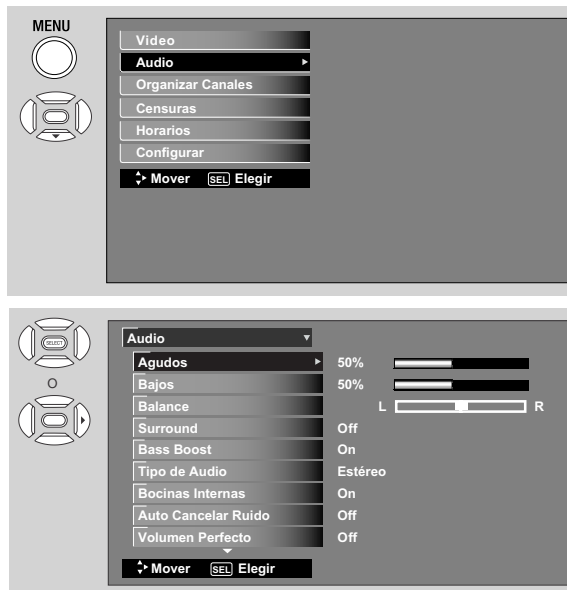 MENU
Video
Audio
Organizar Canales
Censuras
Horarios
Configurar
Mover SEL Elegir
SELECT
O
Audio
Agudos 50%
Bajos 50%
Balance L R
Surround Off
Bass Boost On
Tipo de Audio Estéreo
Bocinas Internas On
Auto Cancelar Ruido Off
Volumen Perfecto Off
Mover SEL Elegir